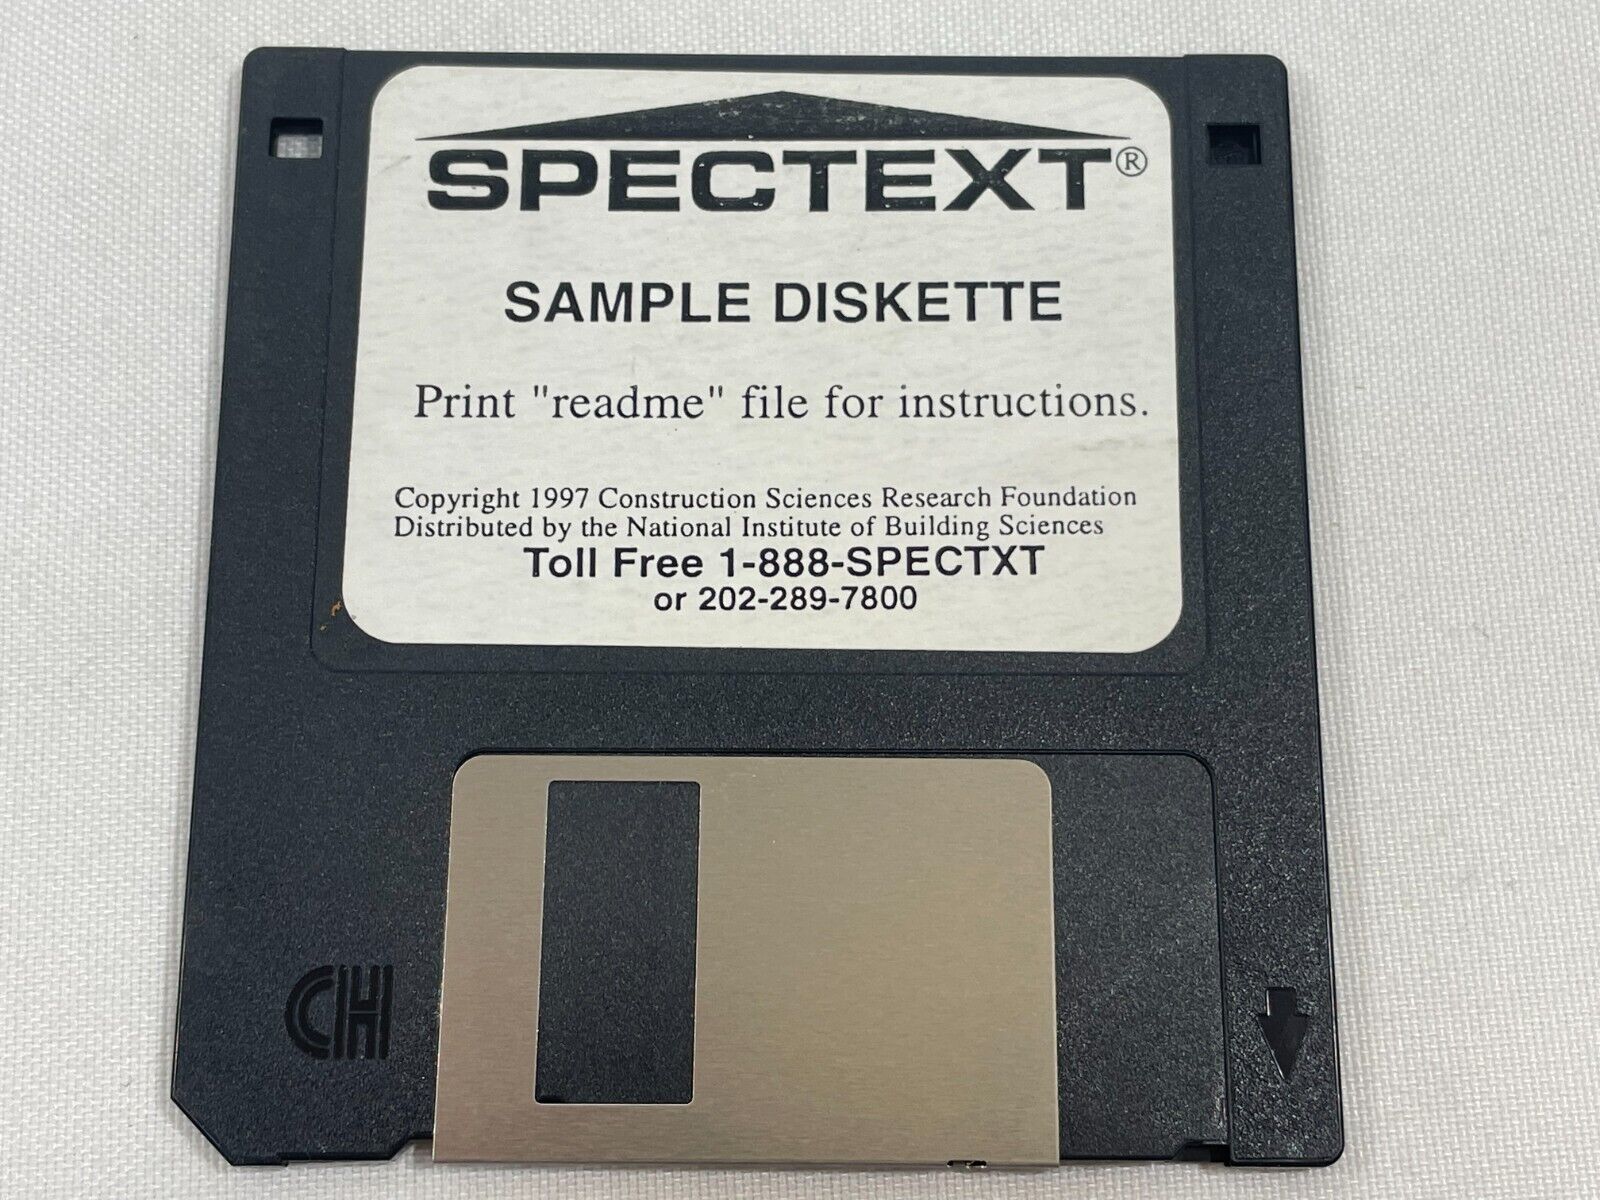 SPECTEXT®
SAMPLE DISKETTE
Print "readme" file for instructions.
Copyright 1997 Construction Sciences Research Foundation
Distributed by the National Institute of Building Sciences
Toll Free 1-888-SPECTXT
or 202-289-7800
CH